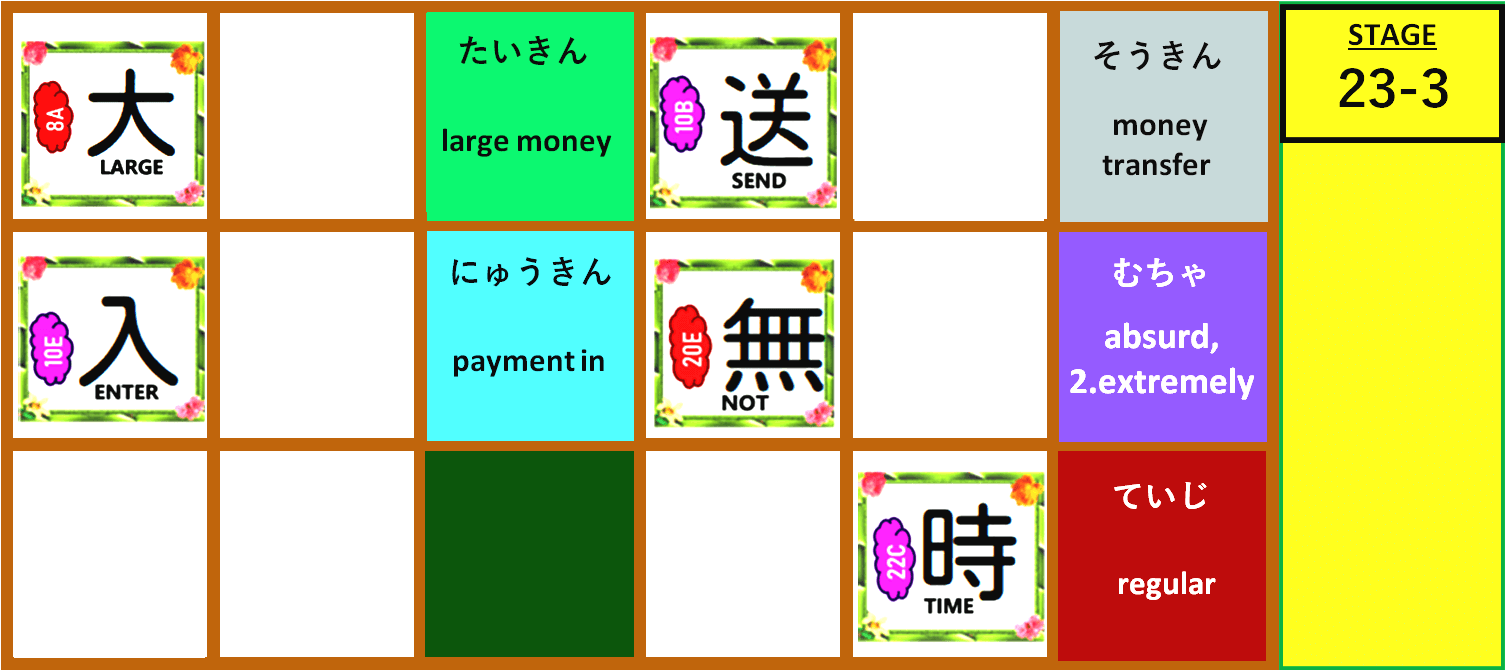 8A
大
LARGE
たいきん
large money
10B
送
SEND
そうきん
money
transfer
STAGE
23-3
10E
入
ENTER
にゅうきん
payment in
20E
無
NOT
むちゃ
absurd,
2.extremely
22C
時
TIME
ていじ
regular